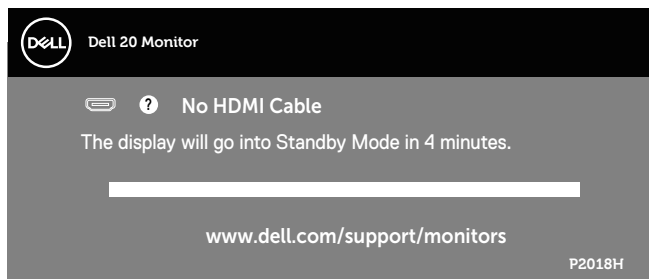 DELL
Dell 20 Monitor
? No HDMI Cable
The display will go into Standby Mode in 4 minutes.
www.dell.com/support/monitors
P2018H